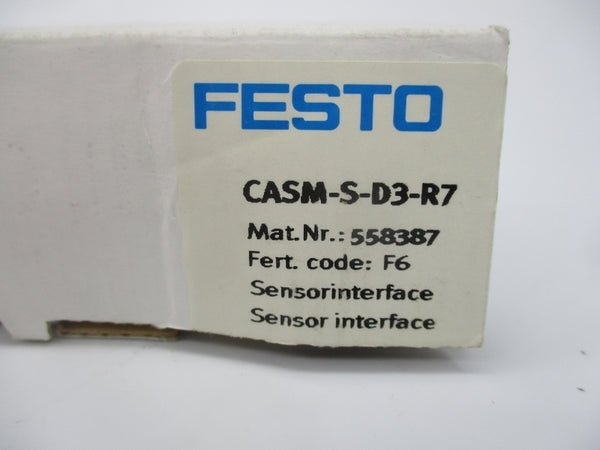 FESTO
CASM-S-D3-R7
Mat.Nr.: 558387
Fert. code: F6
Sensorinterface
Sensor interface